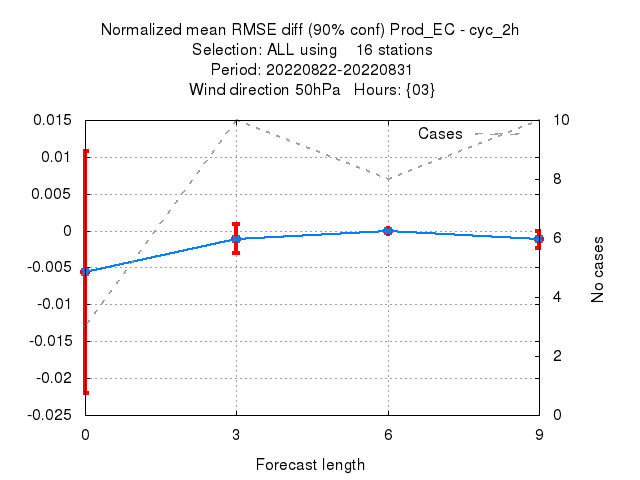 Normalized mean RMSE diff (90% conf) Prod_EC - cyc_2h
Selection: ALL using    16 stations
Period: 20220822-20220831
Wind direction 50hPa   Hours: {03}
Cases
0.015
0.01
0.005
0
-0.005
-0.01
-0.015
-0.02
-0.025
10
8
6
4
2
0
No cases
0
3
6
9
Forecast length